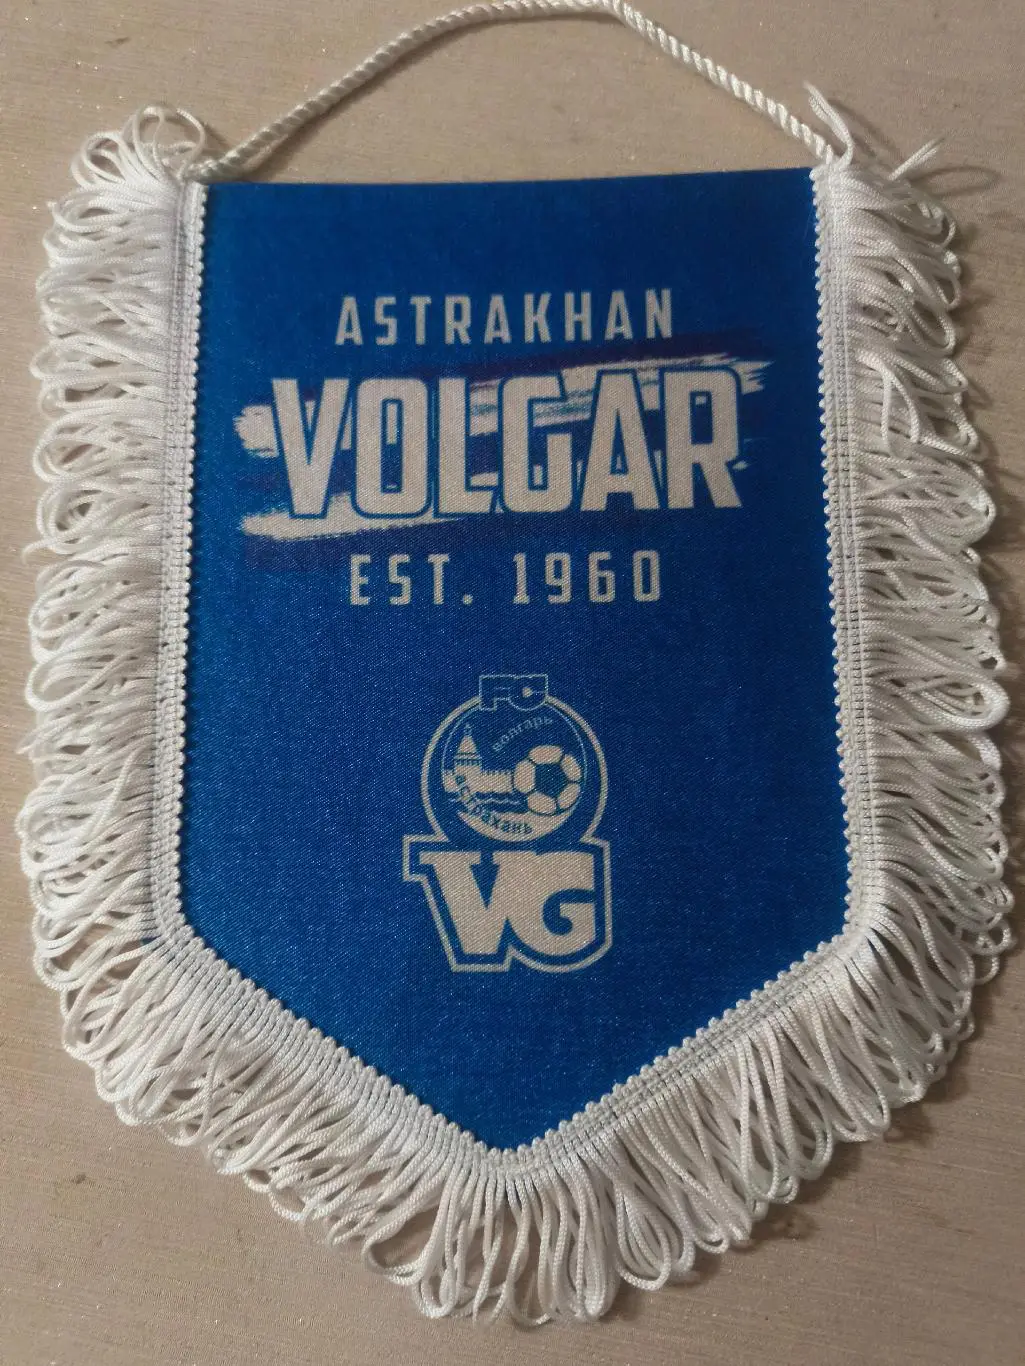 ASTRAKHAN
VOLGAR
EST. 1960
FC
волгарь
астрахань
VG